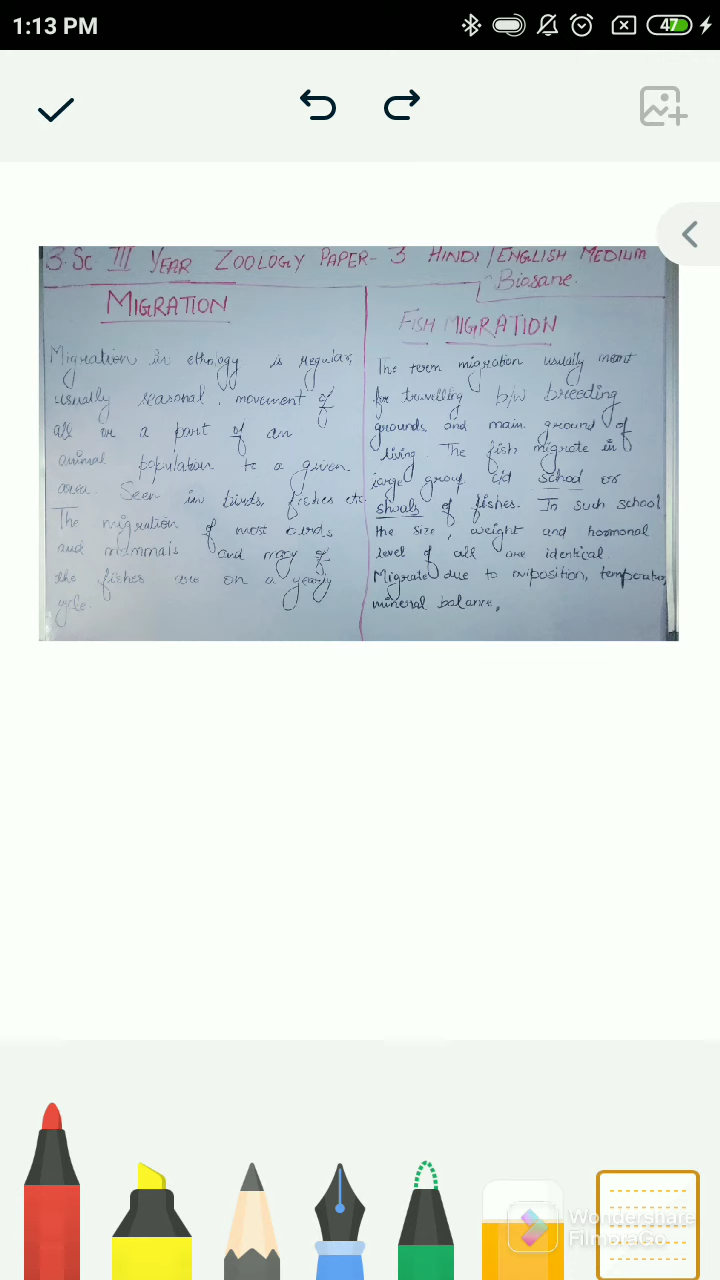 1:13 PM
47
B.Sc III YEAR ZOOLOGY PAPER- 3 HINDI/ENGLISH MEDIUM
Biosane.
MIGRATION
Migration in ethology is regular,
usually seasonal, movement of
all or a part of an
animal population to a given
area. Seen in birds, fishes etc.
The migration of most birds
and mammals and many of
the fishes are on a yearly
cycle.
FISH MIGRATION
The term migration usually meant
for travelling b/w breeding
grounds and main ground of
living The fish migrate in
large group, school or
shoals of fishes. In such school
the size, weight and hormonal
level of all are identical.
Migrate due to oviposition, temperature,
mineral balance,
Wondershare
FilmoraGo